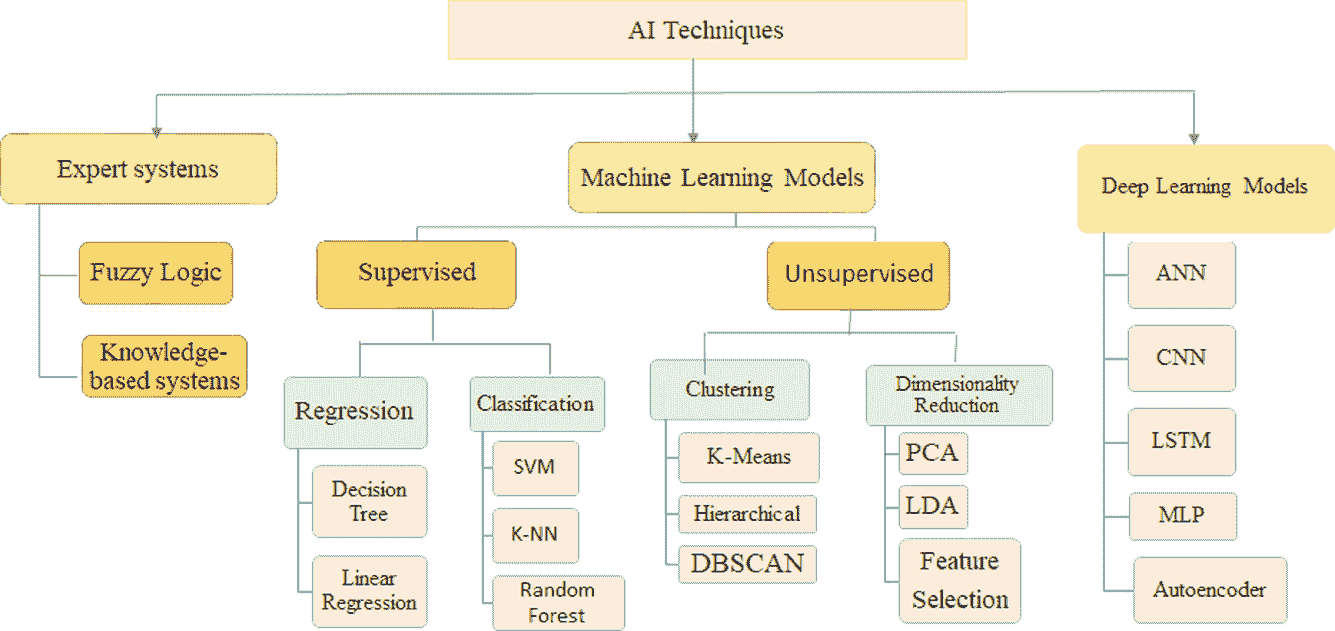 AI Techniques
Expert systems
Fuzzy Logic
Knowledge-
based systems
Machine Learning Models
Supervised
Regression
Decision
Tree
Linear
Regression
Classification
SVM
K-NN
Random
Forest
Unsupervised
Clustering
K-Means
Hierarchical
DBSCAN
Dimensionality
Reduction
PCA
LDA
Feature
Selection
Deep Learning Models
ANN
CNN
LSTM
MLP
Autoencoder